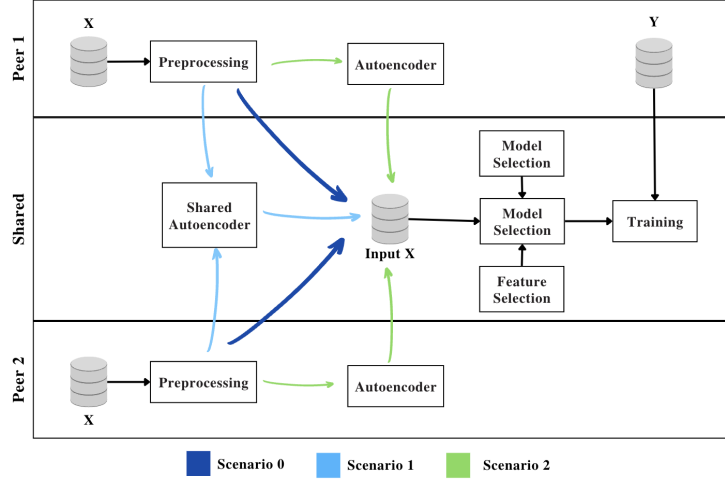 Peer 1
X
Preprocessing
Autoencoder
Y
Shared
Shared
Autoencoder
Input X
Model
Selection
Model
Selection
Feature
Selection
Training
Peer 2
X
Preprocessing
Autoencoder
Scenario 0
Scenario 1
Scenario 2